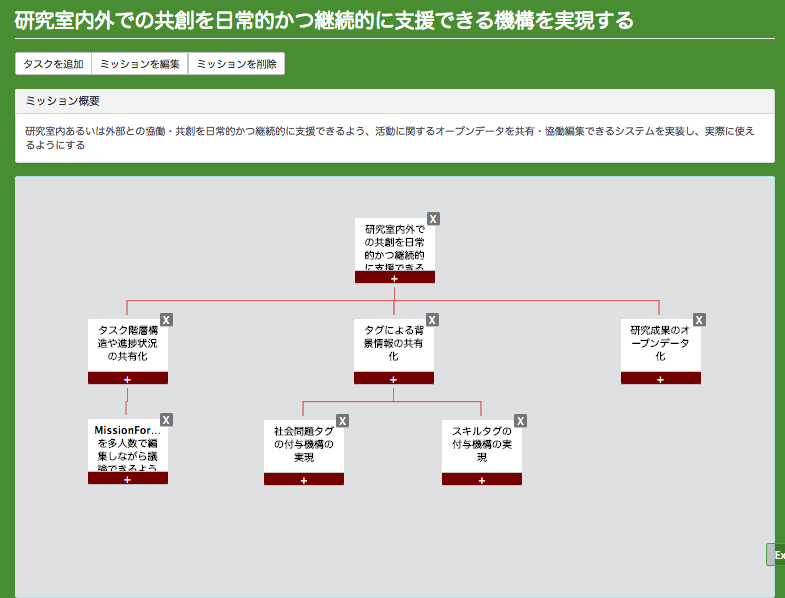 研究室内外での共創を日常的かつ継続的に支援できる機構を実現する
タスクを追加 ミッションを編集 ミッションを削除
ミッション概要
研究室内あるいは外部との協働・共創を日常的かつ継続的に支援できるよう、活動に関するオープンデータを共有・協働編集できるシステムを実装し、実際に使え
るようにする
X
研究室内外で
の共創を日常
的かつ継続的
に支援できる
+
X
タスク階層構
造や進捗状況
の共有化
+
X
タグによる背
景情報の共有
化
+
X
研究成果のオ
ープンデータ
化
+
X
MissionFor...
を多人数で編
集しながら議
論できるよう
+
X
社会問題タグ
の付与機構の
実現
+
X
スキルタグの
付与機構の実
現
+
Ex